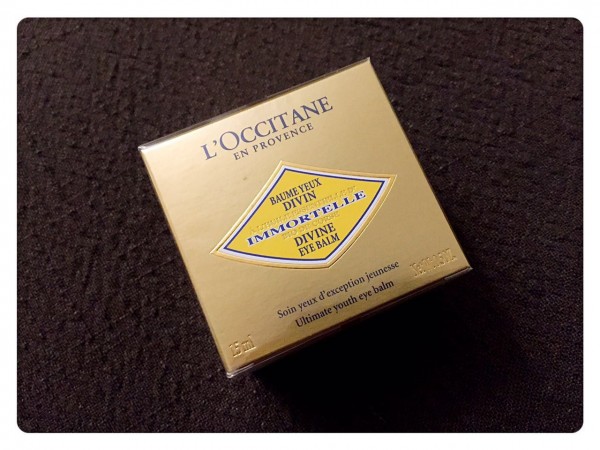 L'OCCITANE
EN PROVENCE
BAUME YEUX
DIVIN
IMMORTELLE
DIVINE
EYE BALM
Soin yeux d'exception jeunesse
Ultimate youth eye balm
15ml